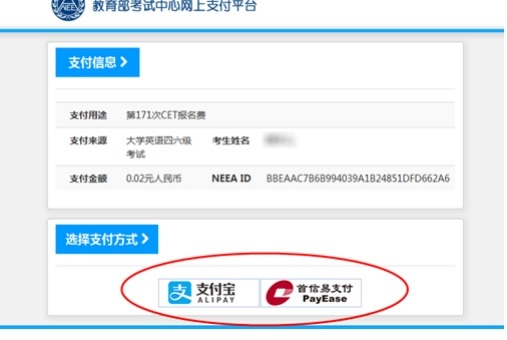 NEEA 教育部考试中心网上支付平台
支付信息
支付用途 第171次CET报名费
支付来源 大学英语四六级 考生姓名
考试
支付金额 0.02元人民币 NEEA ID BBEAAC7B6B994039A1B24851DFD662A6
选择支付方式
支 支付宝 首信易支付
ALIPAY PayEase